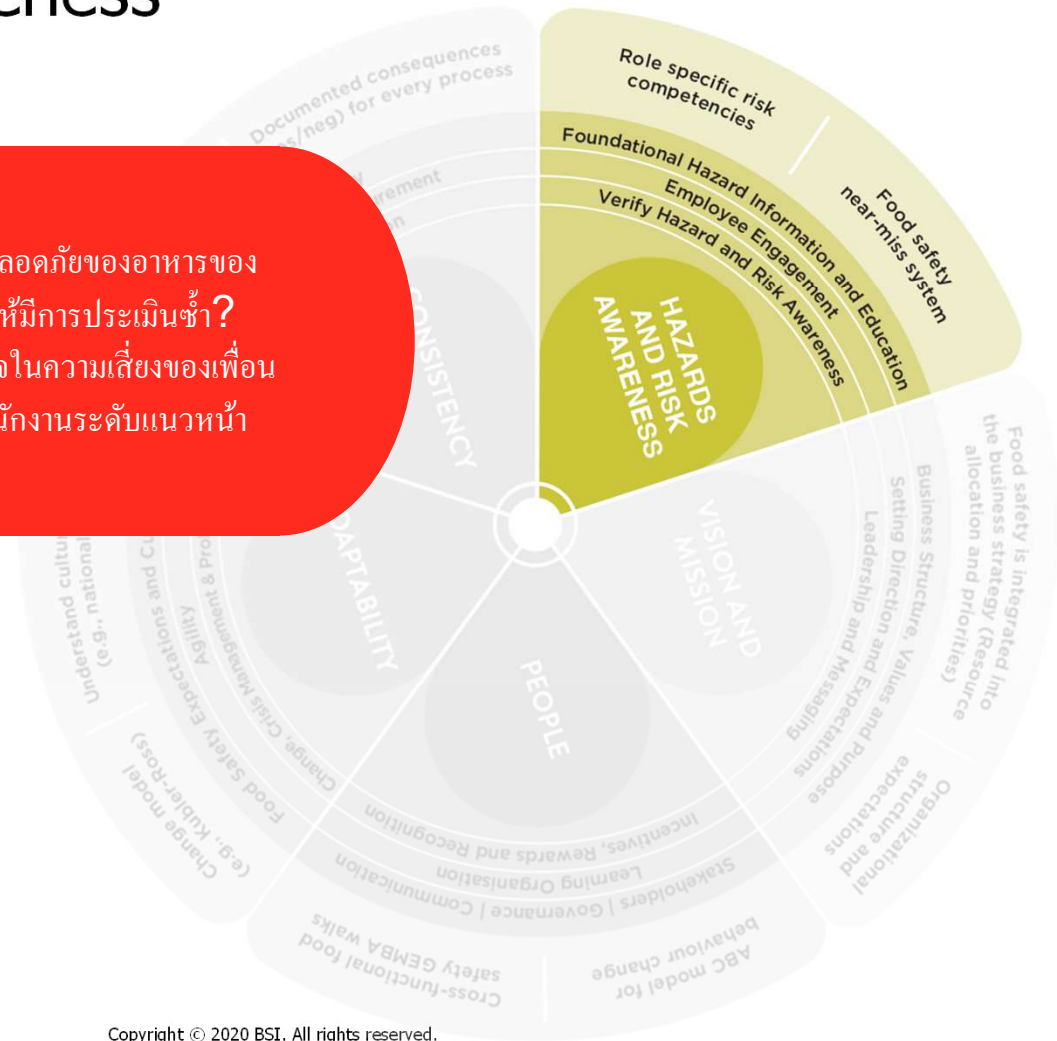 eness
ลอดภัยของอาหารของ
ห้มีการประเมินซ้ำ?
จในความเสี่ยงของเพื่อน
นักงานระดับแนวหน้า
Documented consequences
for every process
CONSISTENCY
Role specific risk
competencies
Food safety
near-miss system
Foundational Hazard Information and Education
Employee Engagement
Verify Hazard and Risk Awareness
HAZARDS
AND RISK
AWARENESS
Food safety is integrated into
the business strategy (Resource
allocation and priorities)
Organizational
structure and
expectations
Business Structure, Values and Purpose
Setting Direction and Expectations
Leadership and Messaging
VISION AND
MISSION
ABC model for
behaviour change
Cross-functional food
safety GEMBA walks
Stakeholders | Governance | Communication
Learning Organisation
Incentives, Rewards and Recognition
PEOPLE
Change model
(e.g., Kubler-Ross)
Understand cultur
(e.g., national
Food Safety Expectations and Cu
Agility
Change, Crisis Management & Pro
DAPTABILITY
Copyright © 2020 BSI. All rights reserved.